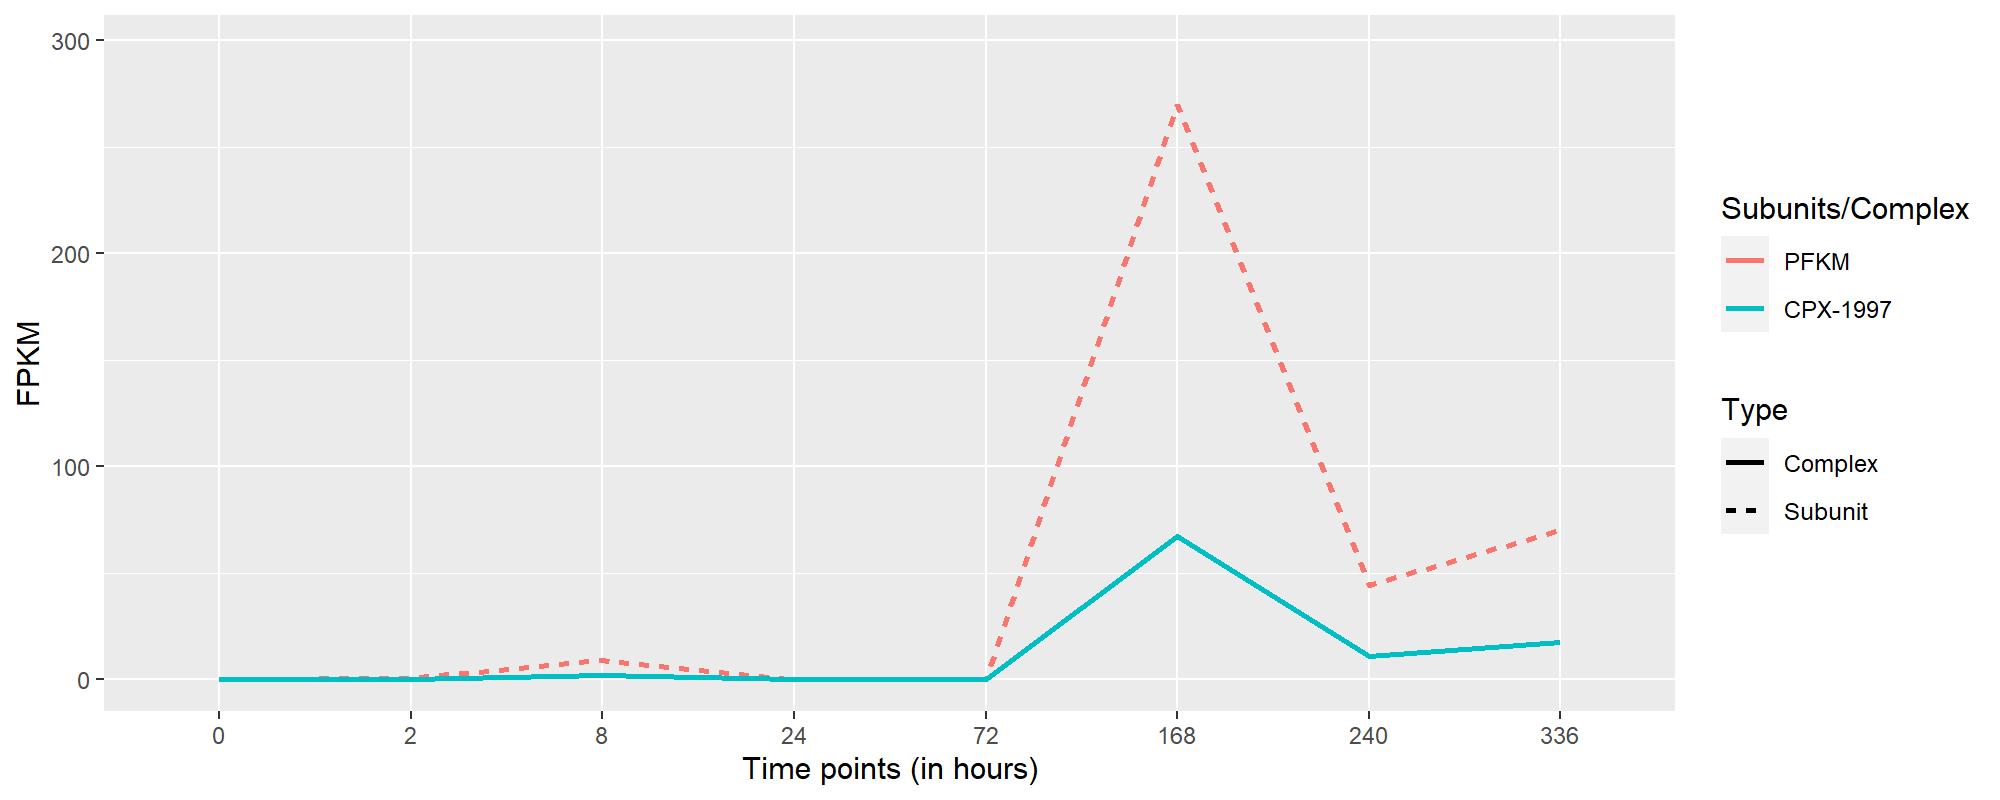 300
200
100
0
FPKM
0 2 8 24 72 168 240 336
Time points (in hours)
Subunits/Complex
PFKM
CPX-1997
Type
Complex
Subunit